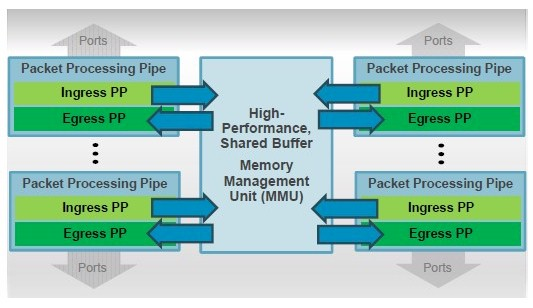 Ports
Ports
Packet Processing Pipe
Ingress PP
Egress PP
Packet Processing Pipe
Ingress PP
Egress PP
High-
Performance,
Shared Buffer
Memory
Management
Unit (MMU)
Packet Processing Pipe
Ingress PP
Egress PP
Packet Processing Pipe
Ingress PP
Egress PP
Ports
Ports